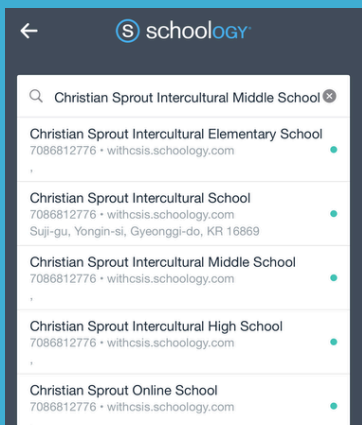 schoology
Christian Sprout Intercultural Middle School
Christian Sprout Intercultural Elementary School
7086812776 • withcsis.schoology.com
,
Christian Sprout Intercultural School
7086812776 • withcsis.schoology.com
Suji-gu, Yongin-si, Gyeonggi-do, KR 16869
Christian Sprout Intercultural Middle School
7086812776 • withcsis.schoology.com
,
Christian Sprout Intercultural High School
7086812776 • withcsis.schoology.com
,
Christian Sprout Online School
7086812776 • withcsis.schoology.com